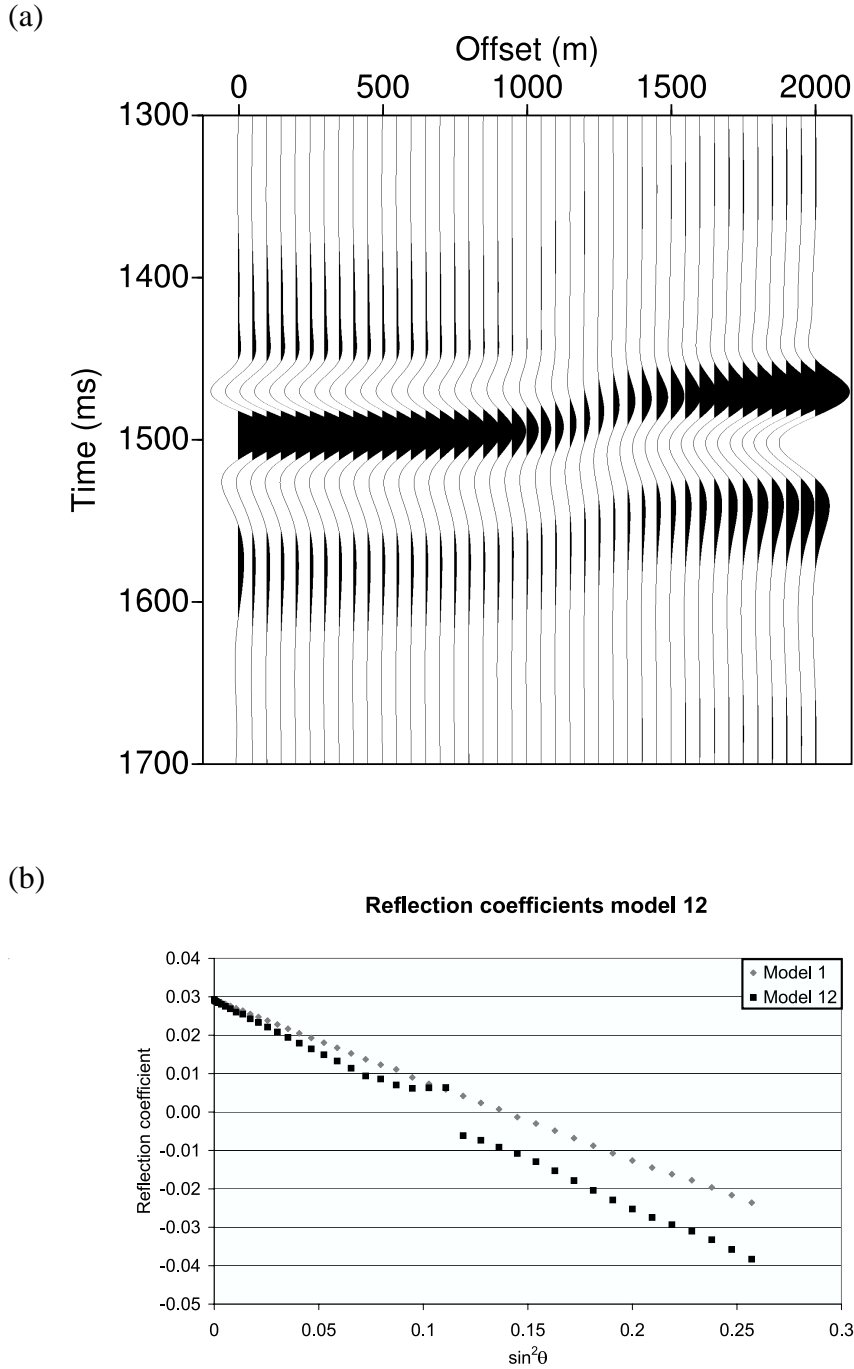 (a)
Offset (m)
0 500 1000 1500 2000
Time (ms)
1300
1400
1500
1600
1700
(b)
Reflection coefficients model 12
Reflection coefficient
0.04
0.03
0.02
0.01
0.00
-0.01
-0.02
-0.03
-0.04
-0.05
Model 1
Model 12
0 0.05 0.1 0.15 0.2 0.25 0.3
sin²θ